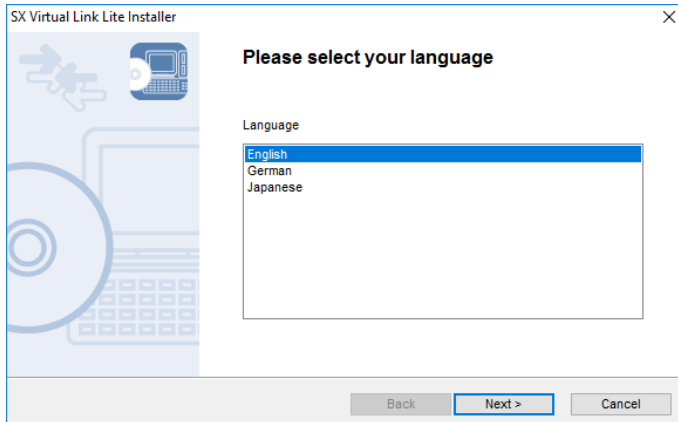 SX Virtual Link Lite Installer
Please select your language
Language
English
German
Japanese
Back
Next >
Cancel